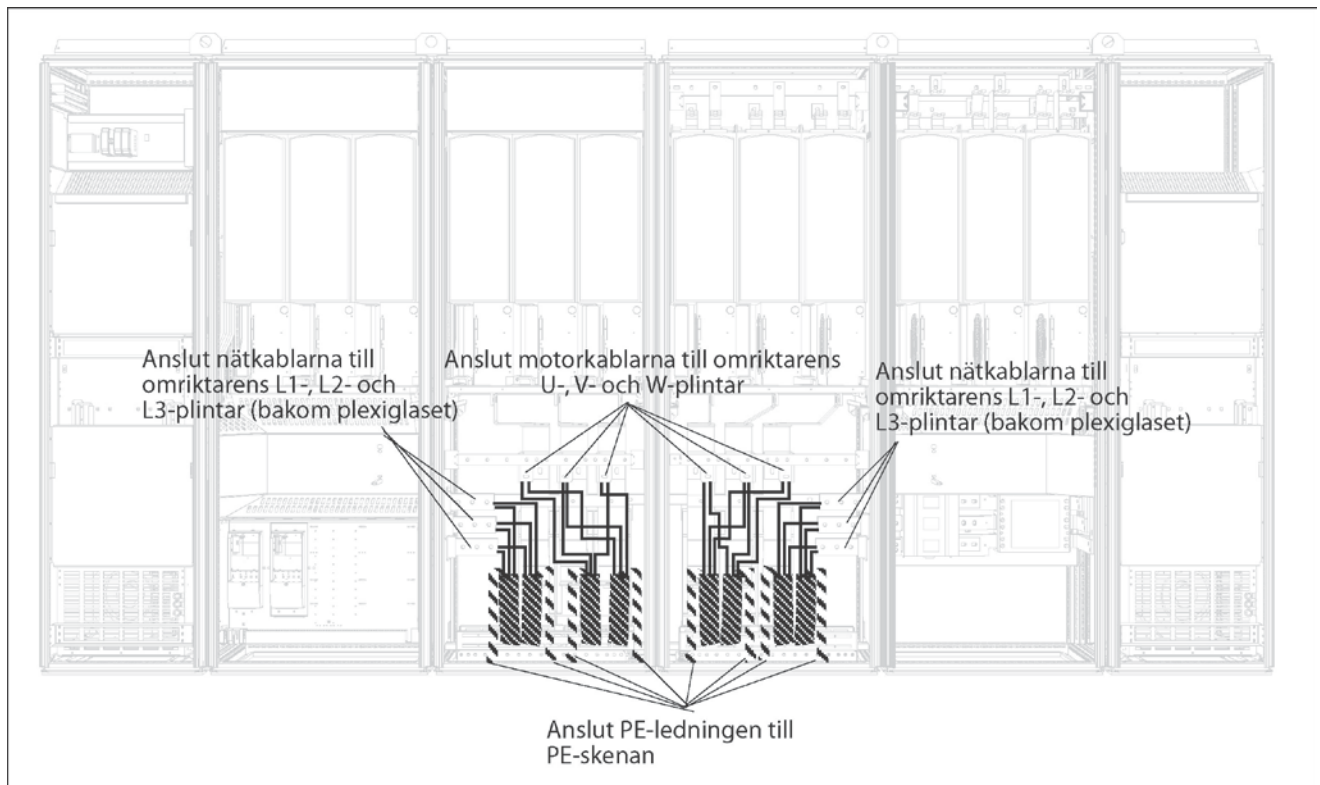 Anslut nätkablarna till
omriktarens L1-, L2- och
L3-plintar (bakom plexiglaset)
Anslut motorkablarna till omriktarens
U-, V- och W-plintar
Anslut nätkablarna till
omriktarens L1-, L2- och
L3-plintar (bakom plexiglaset)
Anslut PE-ledningen till
PE-skenan